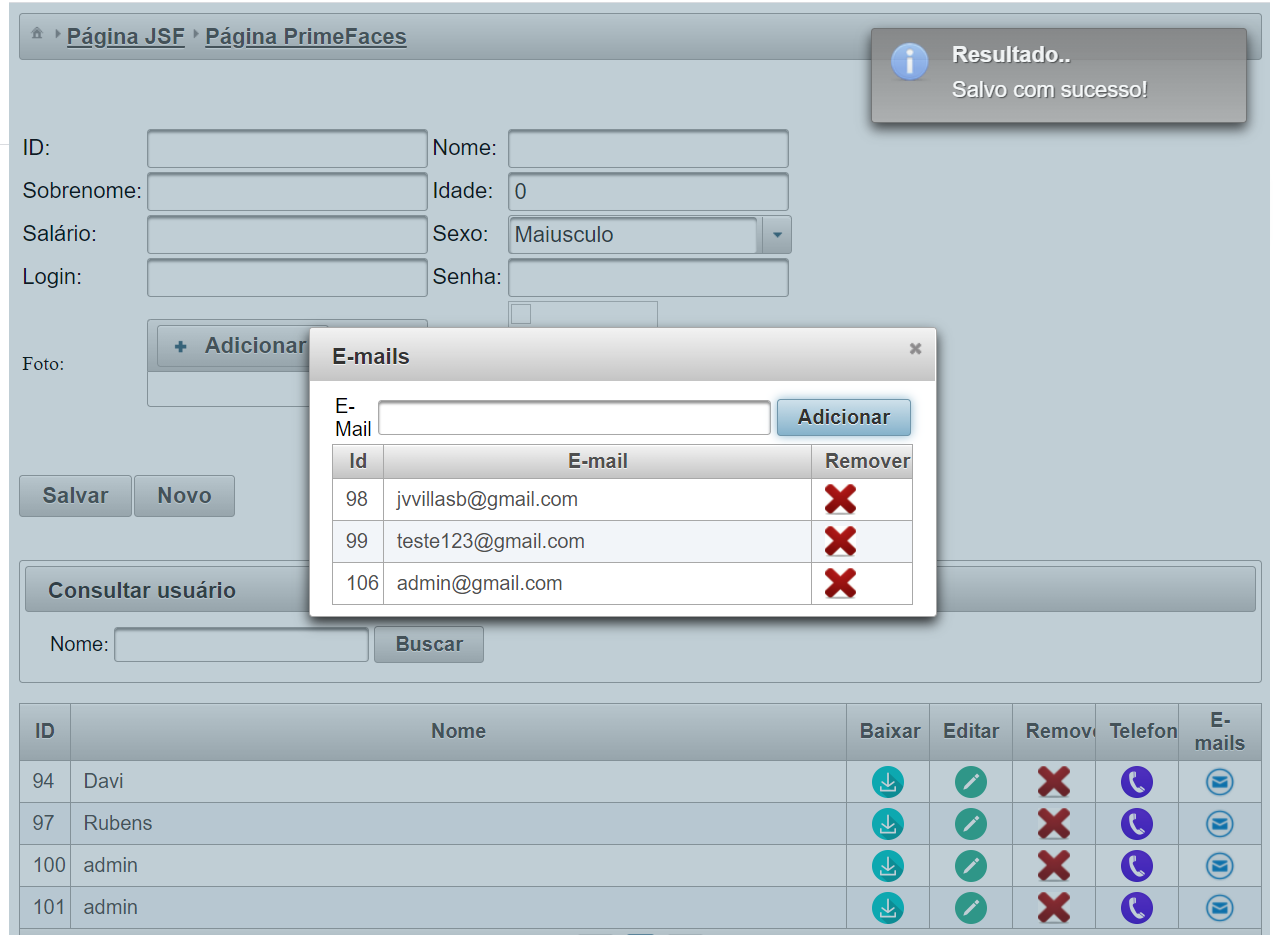 Página JSF Página PrimeFaces
Resultado..
Salvo com sucesso!
ID: Nome:
Sobrenome: Idade: 0
Salário: Sexo: Maiusculo
Login: Senha:
Foto: Adicionar
E-mails
E-
Mail
Adicionar
Id E-mail Remover
98 jvvillasb@gmail.com
99 teste123@gmail.com
106 admin@gmail.com
Salvar Novo
Consultar usuário
Nome: Buscar
ID Nome Baixar Editar Remove Telefon E-
mails
94 Davi
97 Rubens
100 admin
101 admin